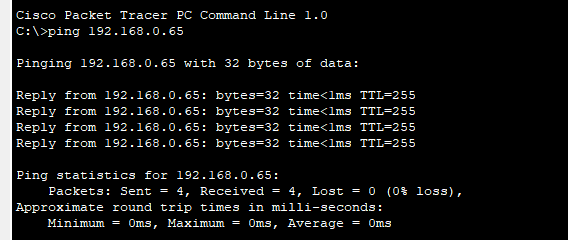 Cisco Packet Tracer PC Command Line 1.0
C:\>ping 192.168.0.65
Pinging 192.168.0.65 with 32 bytes of data:
Reply from 192.168.0.65: bytes=32 time<1ms TTL=255
Reply from 192.168.0.65: bytes=32 time<1ms TTL=255
Reply from 192.168.0.65: bytes=32 time<1ms TTL=255
Reply from 192.168.0.65: bytes=32 time<1ms TTL=255
Ping statistics for 192.168.0.65:
    Packets: Sent = 4, Received = 4, Lost = 0 (0% loss),
Approximate round trip times in milli-seconds:
    Minimum = 0ms, Maximum = 0ms, Average = 0ms